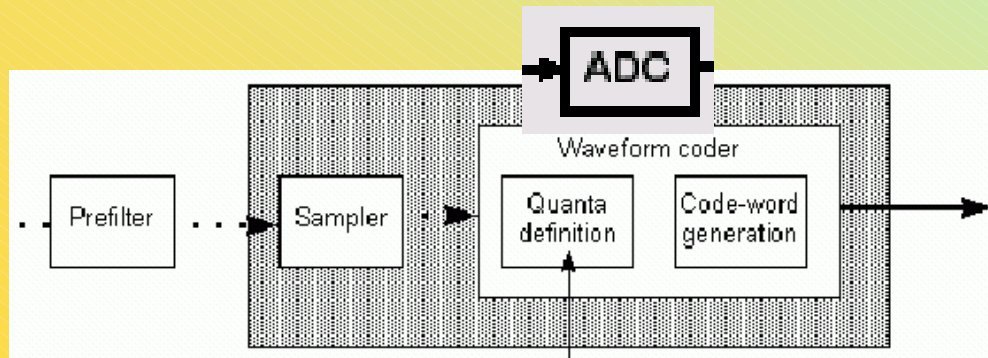 ADC
Waveform coder
Prefilter
Sampler
Quanta
definition
Code-word
generation